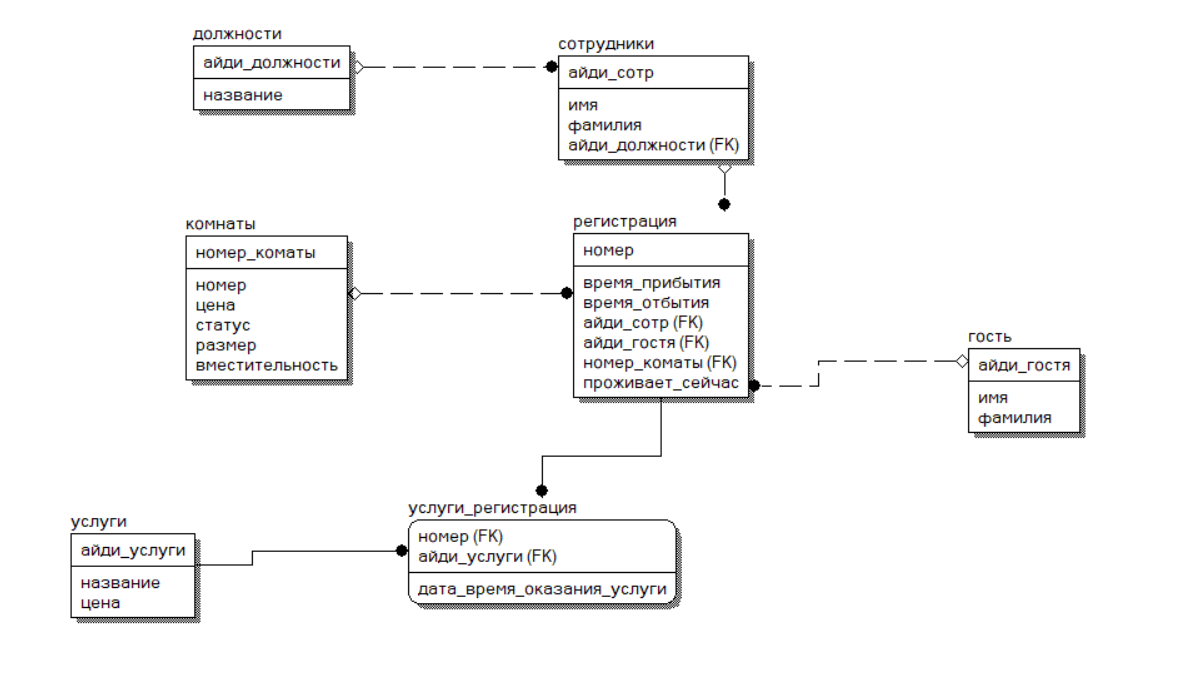 должности
айди_должности
название
сотрудники
айди_сотр
имя
фамилия
айди_должности (FK)
комнаты
номер_коматы
номер
цена
статус
размер
вместительность
регистрация
номер
время_прибытия
время_отбытия
айди_сотр (FK)
айди_гостя (FK)
номер_коматы (FK)
проживает_сейчас
гость
айди_гостя
имя
фамилия
услуги
айди_услуги
название
цена
услуги_регистрация
номер (FK)
айди_услуги (FK)
дата_время_оказания_услуги